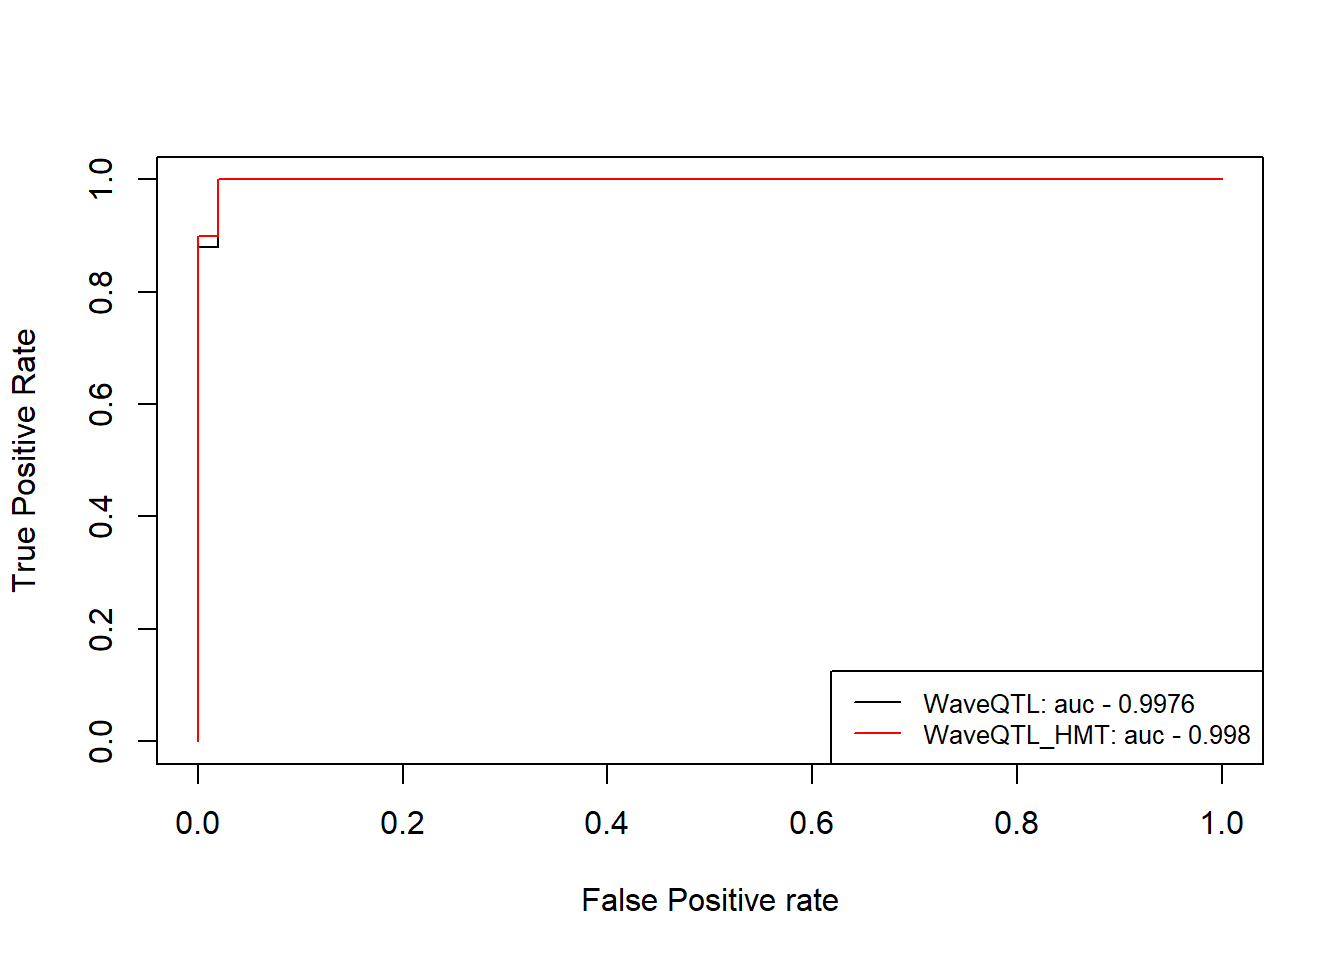 True Positive Rate
1.0
0.8
0.6
0.4
0.2
0.0
WaveQTL: auc - 0.9976
WaveQTL_HMT: auc - 0.998
0.0 0.2 0.4 0.6 0.8 1.0
False Positive rate